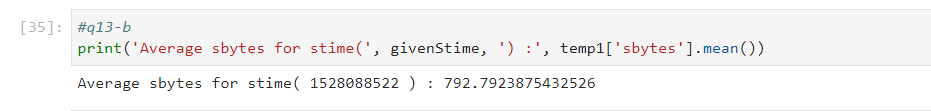 [35]: #q13-b
print('Average sbytes for stime(', givenStime, ') :', temp1['sbytes'].mean())
Average sbytes for stime( 1528088522 ) : 792.7923875432526